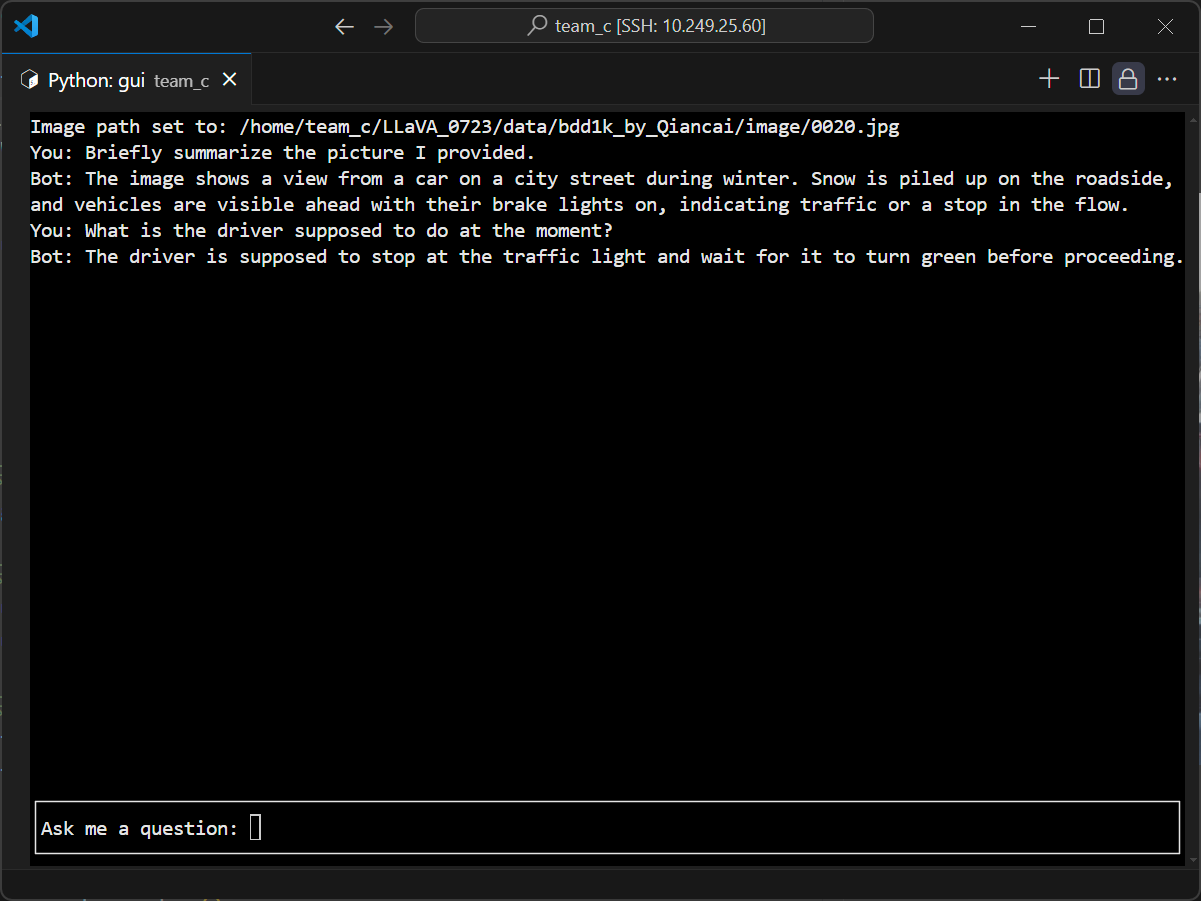 team_c [SSH: 10.249.25.60]
Python: gui team_c
Image path set to: /home/team_c/LLaVA_0723/data/bdd1k_by_Qiancai/image/0020.jpg
You: Briefly summarize the picture I provided.
Bot: The image shows a view from a car on a city street during winter. Snow is piled up on the roadside,
and vehicles are visible ahead with their brake lights on, indicating traffic or a stop in the flow.
You: What is the driver supposed to do at the moment?
Bot: The driver is supposed to stop at the traffic light and wait for it to turn green before proceeding.
Ask me a question: